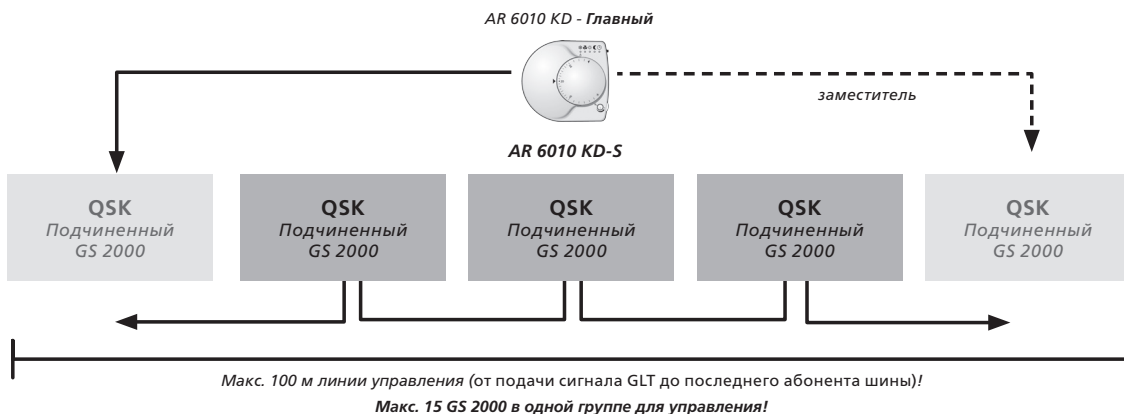 AR 6010 KD - Главный
заместитель
AR 6010 KD-S
QSK
Подчиненный
GS 2000
QSK
Подчиненный
GS 2000
QSK
Подчиненный
GS 2000
QSK
Подчиненный
GS 2000
QSK
Подчиненный
GS 2000
Макс. 100 м линии управления (от подачи сигнала GLT до последнего абонента шины)!
Макс. 15 GS 2000 в одной группе для управления!